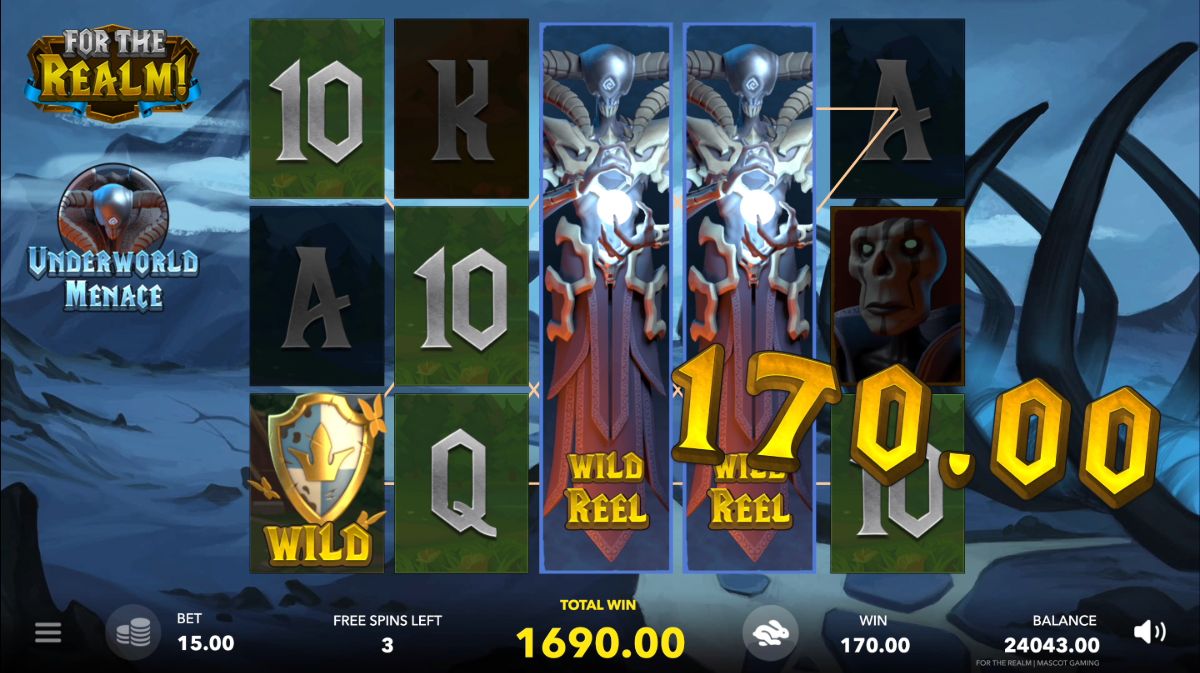 FOR THE
REALM!
UNDERWORLD
MENACE
10
K
A
A
10
WILD
Q
WILD
REEL
WILD
REEL
10
170.00
BET
15.00
FREE SPINS LEFT
3
TOTAL WIN
1690.00
WIN
170.00
BALANCE
24043.00
FOR THE REALM | MASCOT GAMING